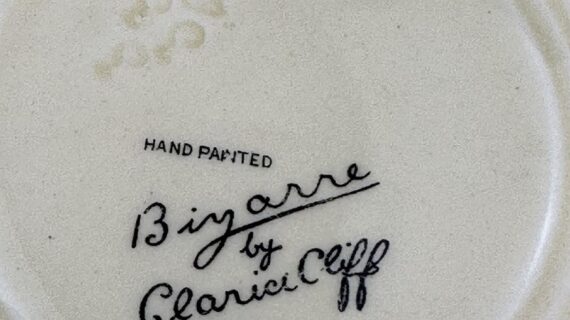 HAND PAINTED
Bizarre
by
Clarice Cliff